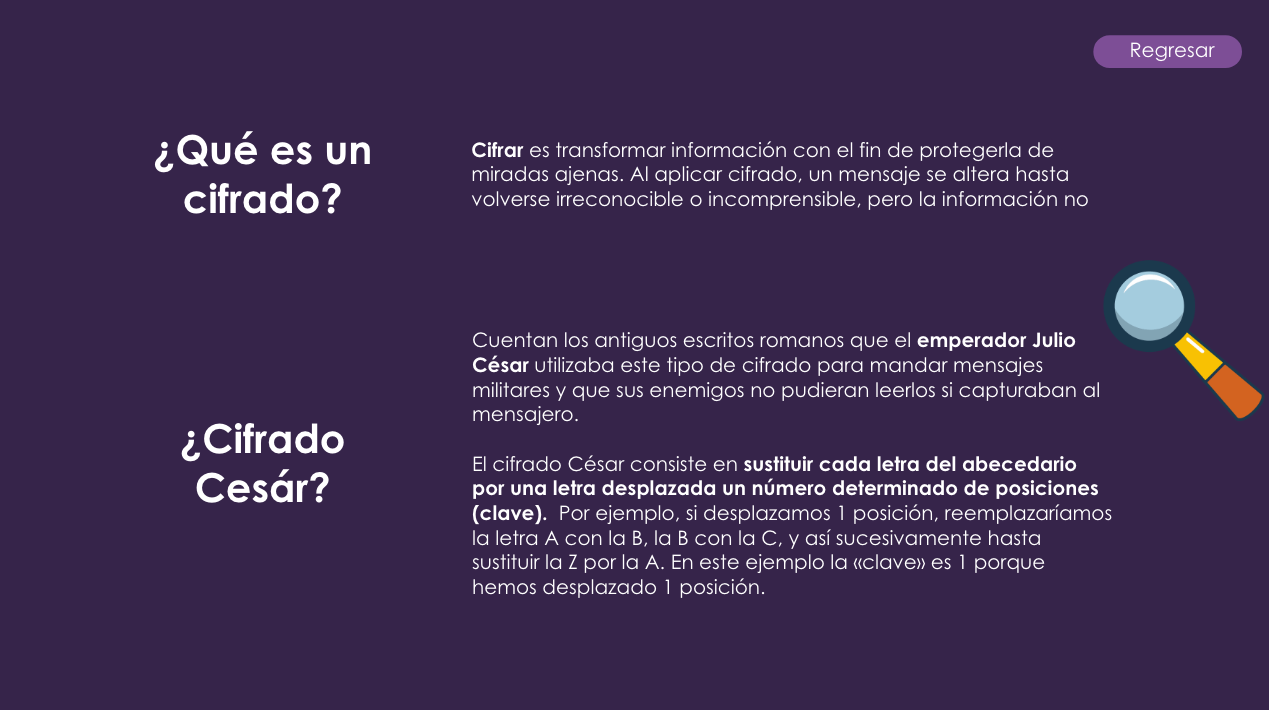 Regresar
¿Qué es un
cifrado?
Cifrar es transformar información con el fin de protegerla de
miradas ajenas. Al aplicar cifrado, un mensaje se altera hasta
volverse irreconocible o incomprensible, pero la información no
¿Cifrado
Cesár?
Cuentan los antiguos escritos romanos que el emperador Julio
César utilizaba este tipo de cifrado para mandar mensajes
militares y que sus enemigos no pudieran leerlos si capturaban al
mensajero.
El cifrado César consiste en sustituir cada letra del abecedario
por una letra desplazada un número determinado de posiciones
(clave).  Por ejemplo, si desplazamos 1 posición, reemplazaríamos
la letra A con la B, la B con la C, y así sucesivamente hasta
sustituir la Z por la A. En este ejemplo la «clave» es 1 porque
hemos desplazado 1 posición.